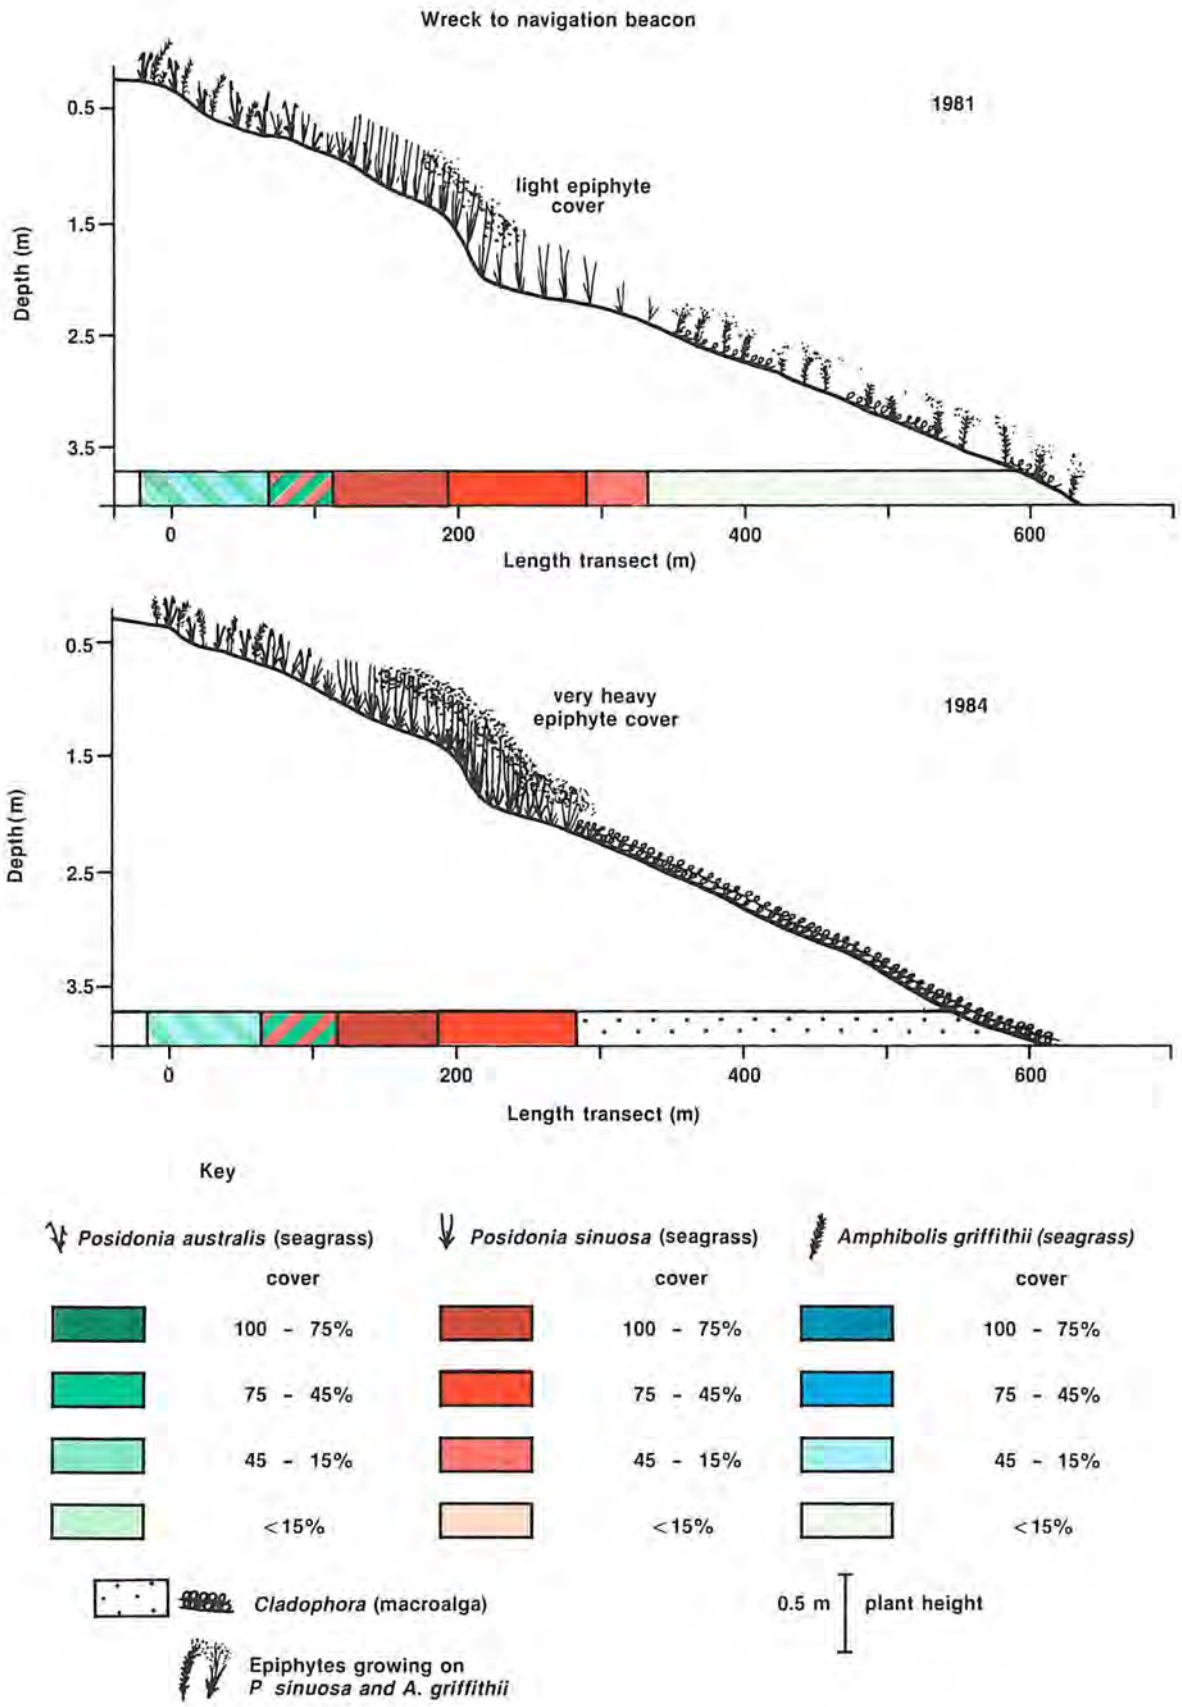 Wreck to navigation beacon
1981
0.5
1.5
2.5
3.5
Depth (m)
light epiphyte
cover
0
200
400
600
Length transect (m)
1984
0.5
1.5
2.5
3.5
Depth (m)
very heavy
epiphyte cover
0
200
400
600
Length transect (m)
Key
Posidonia australis (seagrass)
cover
100 - 75%
75 - 45%
45 - 15%
<15%
Posidonia sinuosa (seagrass)
cover
100 - 75%
75 - 45%
45 - 15%
<15%
Amphibolis griffithii (seagrass)
cover
100 - 75%
75 - 45%
45 - 15%
<15%
Cladophora (macroalga)
0.5 m
plant height
Epiphytes growing on
P sinuosa and A. griffithii